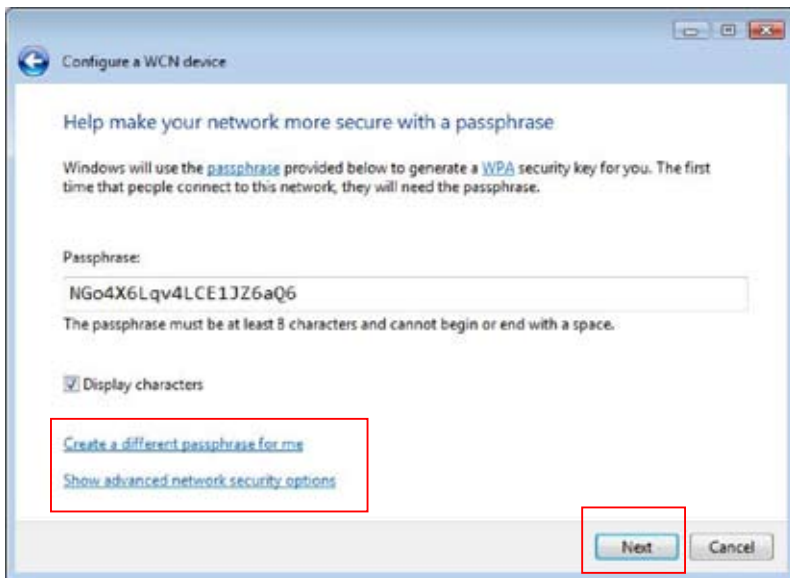 Configure a WCN device
Help make your network more secure with a passphrase
Windows will use the passphrase provided below to generate a WPA security key for you. The first
time that people connect to this network, they will need the passphrase.
Passphrase:
NGo4X6Lqv4LCE1JZ6aQ6
The passphrase must be at least 8 characters and cannot begin or end with a space.
Display characters
Create a different passphrase for me
Show advanced network security options
Next Cancel